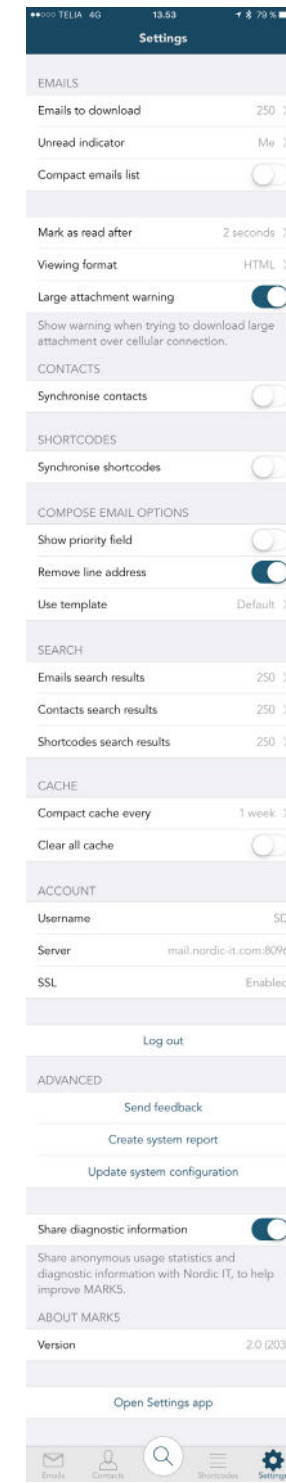 TELIA 4G 13.53 79 %
Settings
EMAILS
Emails to download 250
Unread indicator Me
Compact emails list
Mark as read after 2 seconds
Viewing format HTML
Large attachment warning
Show warning when trying to download large
attachment over cellular connection.
CONTACTS
Synchronise contacts
SHORTCODES
Synchronise shortcodes
COMPOSE EMAIL OPTIONS
Show priority field
Remove line address
Use template Default
SEARCH
Emails search results 250
Contacts search results 250
Shortcodes search results 250
CACHE
Compact cache every 1 week
Clear all cache
ACCOUNT
Username SD
Server mail.nordic-it.com:8096
SSL Enabled
Log out
ADVANCED
Send feedback
Create system report
Update system configuration
Share diagnostic information
Share anonymous usage statistics and
diagnostic information with Nordic IT, to help
improve MARK5.
ABOUT MARK5
Version 2.0 (203
Open Settings app
Emails Contacts Shortcodes Settings